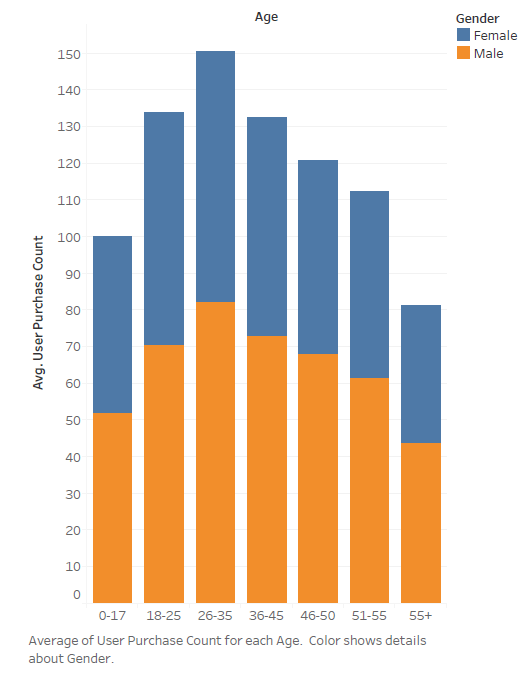 Age
Gender
Female
Male
150
140
130
120
110
100
90
80
70
60
50
40
30
20
10
0
Avg. User Purchase Count
0-17 18-25 26-35 36-45 46-50 51-55 55+
Average of User Purchase Count for each Age. Color shows details
about Gender.